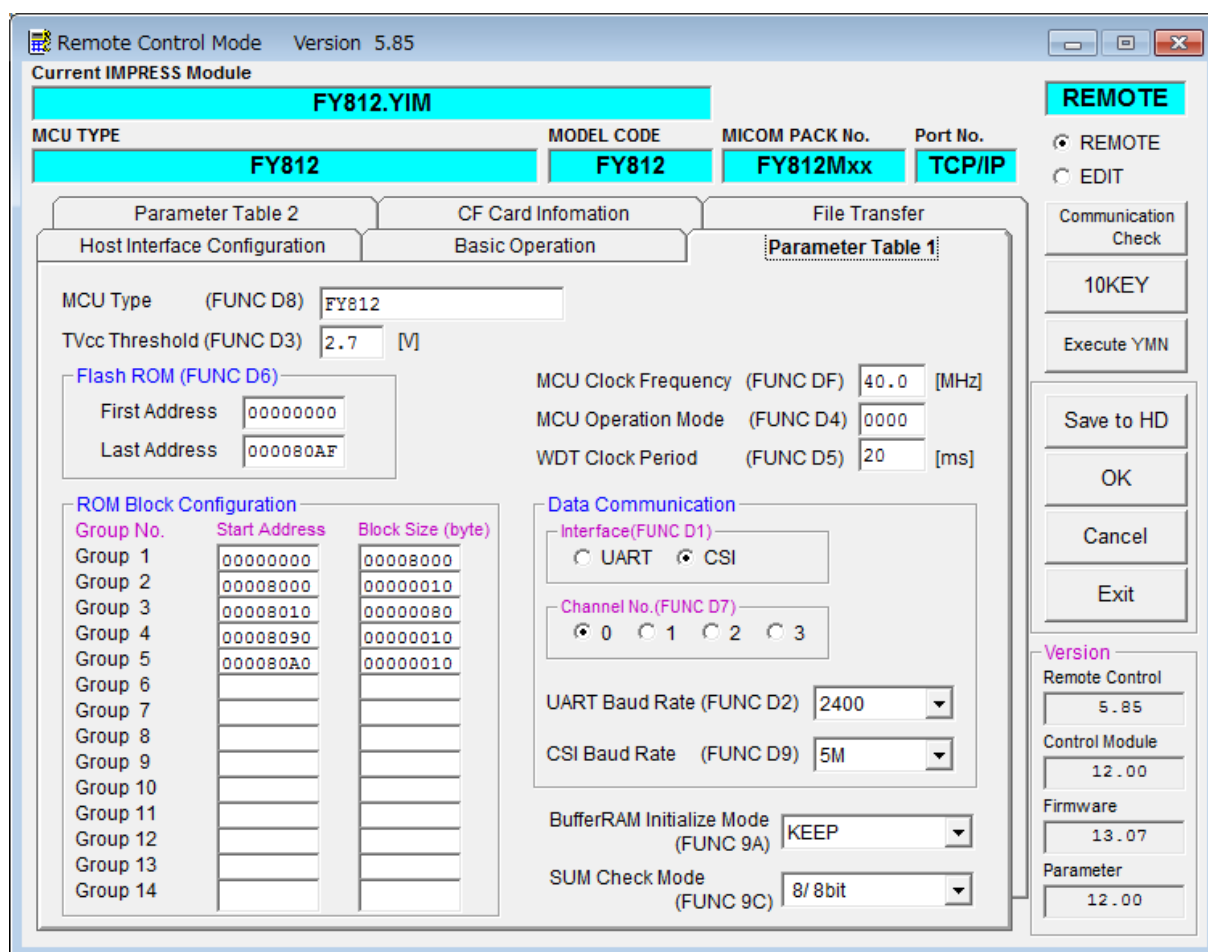 Remote Control Mode Version 5.85
Current IMPRESS Module
FY812.YIM
REMOTE
MCU TYPE MODEL CODE MICOM PACK No. Port No.
FY812 FY812 FY812Mxx TCP/IP
REMOTE
EDIT
Parameter Table 2 CF Card Infomation File Transfer
Host Interface Configuration Basic Operation Parameter Table 1
MCU Type (FUNC D8) FY812
TVcc Threshold (FUNC D3) 2.7 [V]
Flash ROM (FUNC D6)
First Address 00000000
Last Address 000080AF
MCU Clock Frequency (FUNC DF) 40.0 [MHz]
MCU Operation Mode (FUNC D4) 0000
WDT Clock Period (FUNC D5) 20 [ms]
ROM Block Configuration
Group No. Start Address Block Size (byte)
Group 1 00000000 00008000
Group 2 00008000 00000010
Group 3 00008010 00000080
Group 4 00008090 00000010
Group 5 000080A0 00000010
Group 6
Group 7
Group 8
Group 9
Group 10
Group 11
Group 12
Group 13
Group 14
Data Communication
Interface(FUNC D1)
UART CSI
Channel No.(FUNC D7)
0 1 2 3
UART Baud Rate (FUNC D2) 2400
CSI Baud Rate (FUNC D9) 5M
BufferRAM Initialize Mode
(FUNC 9A) KEEP
SUM Check Mode
(FUNC 9C) 8/ 8bit
Communication
Check
10KEY
Execute YMN
Save to HD
OK
Cancel
Exit
Version
Remote Control
5.85
Control Module
12.00
Firmware
13.07
Parameter
12.00